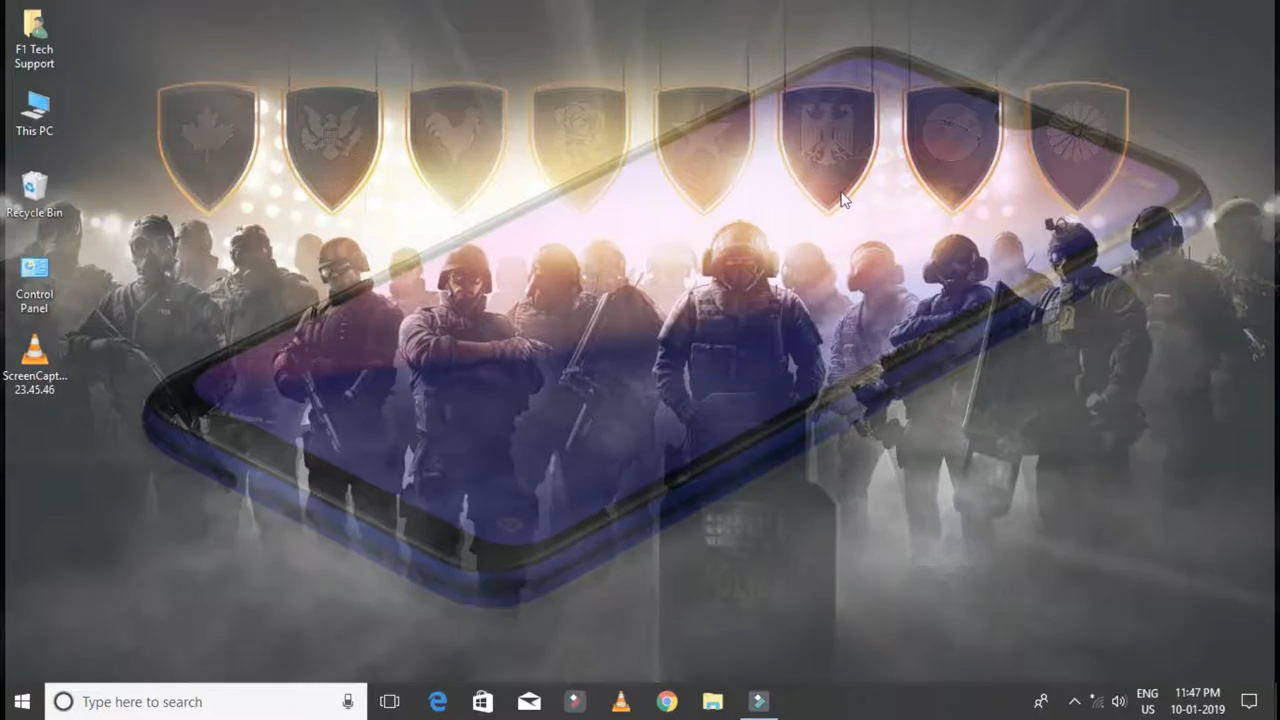 F1 Tech
Support
This PC
Recycle Bin
Control
Panel
ScreenCapt...
23.45.46
Type here to search
ENG
US
11:47 PM
10-01-2019